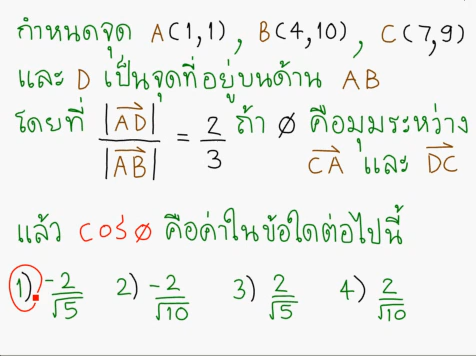 กำหนดจุด A(1,1) , B(4,10) , C(7,9)
และ D เป็นจุดที่อยู่บนด้าน AB
โดยที่ |AD|/|AB| = 2/3 ถ้า ø คือมุมระหว่าง
CA และ DC
แล้ว cosø คือค่าในข้อใดต่อไปนี้
1) -2/√5 2) -2/√10 3) 2/√5 4) 2/√10